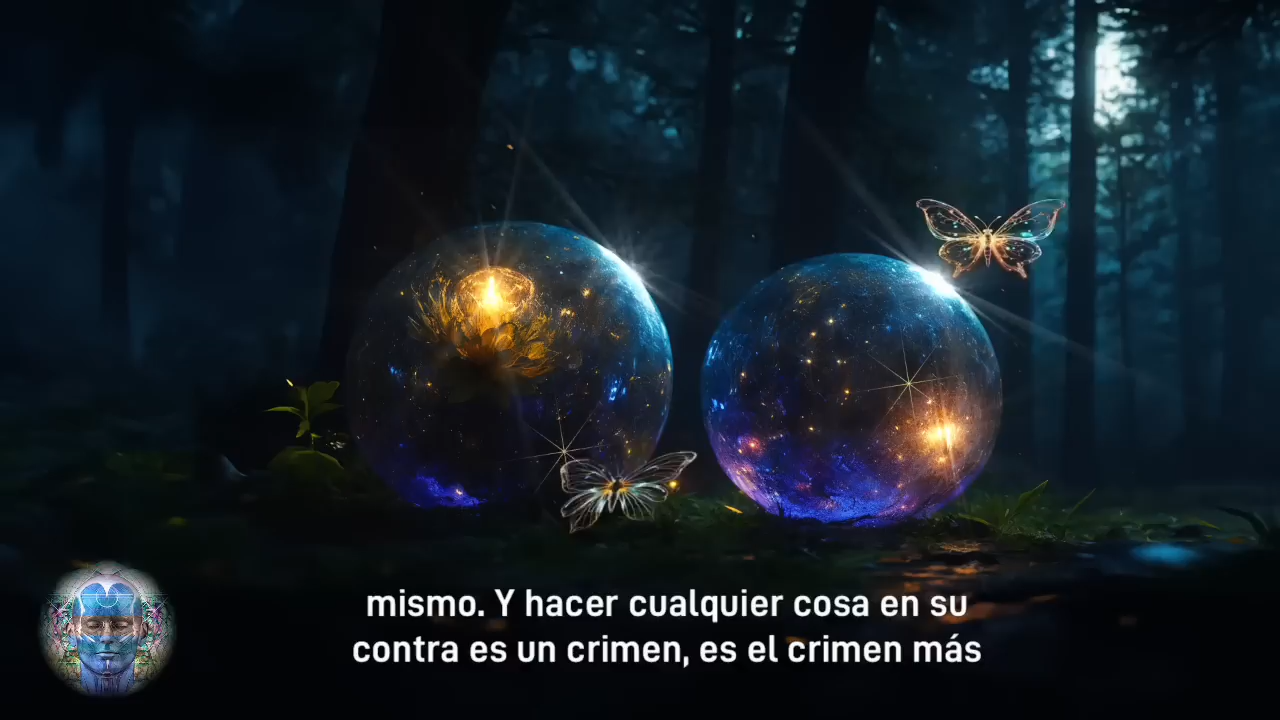 mismo. Y hacer cualquier cosa en su
contra es un crimen, es el crimen más